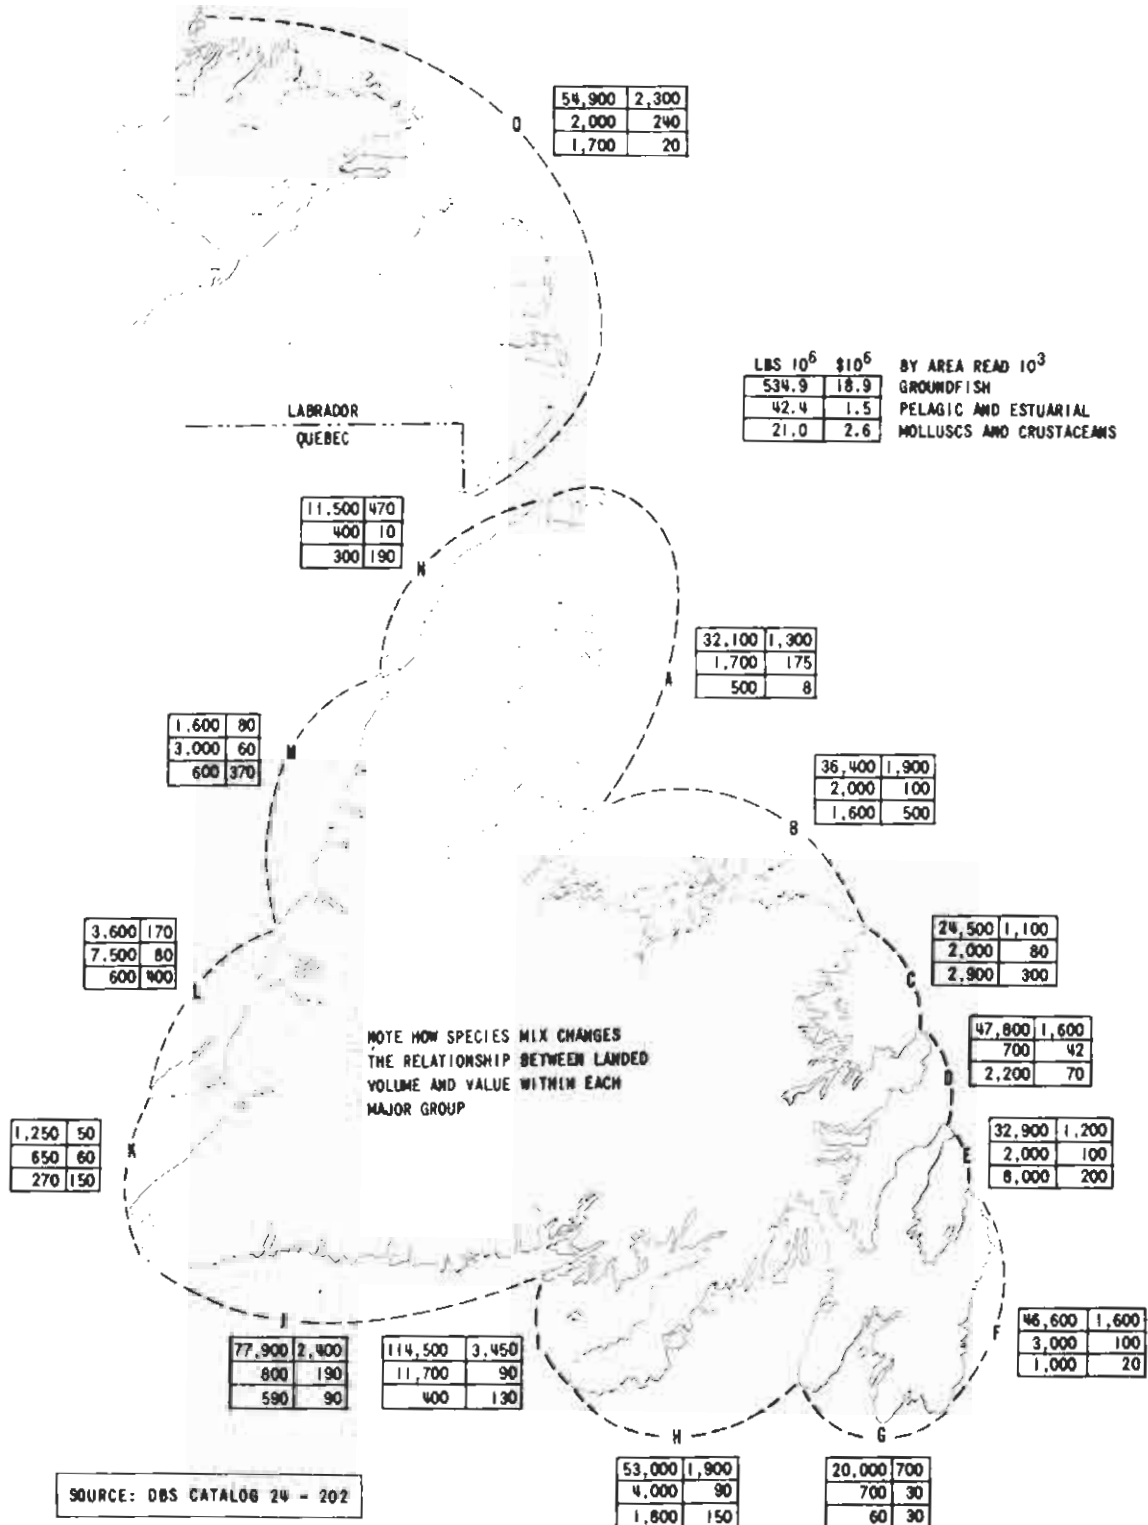 54,900 2,300
O
2,000 240
1,700 20
LBS 10⁶ $10⁶ BY AREA READ 10³
534.9 18.9 GROUNDFISH
42.4 1.5 PELAGIC AND ESTUARIAL
21.0 2.6 MOLLUSCS AND CRUSTACEANS
LABRADOR
QUEBEC
11,500 470
400 10
300 190
N
32,100 1,300
1,700 175
500 8
A
1,600 80
3,000 60
600 370
M
36,400 1,900
2,000 100
1,600 500
B
3,600 170
7,500 80
600 400
L
24,500 1,100
2,000 80
2,900 300
C
NOTE HOW SPECIES MIX CHANGES
THE RELATIONSHIP BETWEEN LANDED
VOLUME AND VALUE WITHIN EACH
MAJOR GROUP
47,800 1,600
700 42
2,200 70
D
1,250 50
650 60
270 150
K
32,900 1,200
2,000 100
8,000 200
E
46,600 1,600
3,000 100
1,000 20
F
J
77,900 2,400
800 190
590 90
114,500 3,450
11,700 90
400 130
H
G
53,000 1,900
4,000 90
1,800 150
20,000 700
700 30
60 30
SOURCE: DBS CATALOG 24 - 202